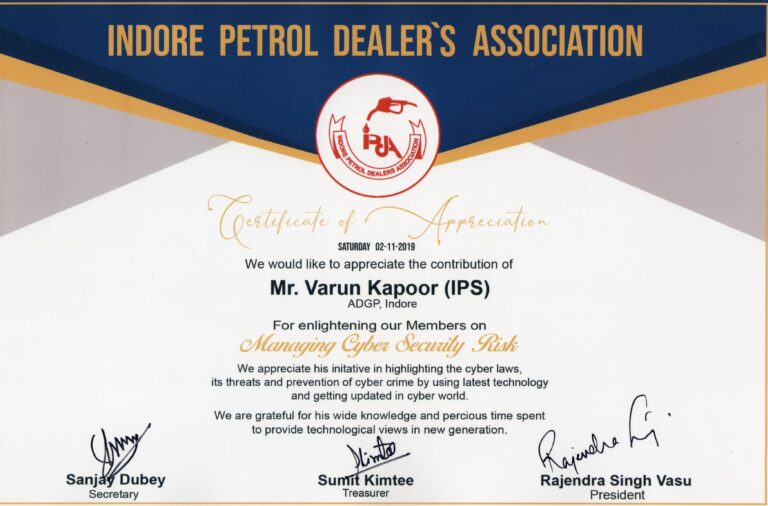 INDORE PETROL DEALER`S ASSOCIATION
IPDA
INDORE PETROL DEALERS ASSOCIATION
Certificate of Appreciation
SATURDAY 02-11-2019
We would like to appreciate the contribution of
Mr. Varun Kapoor (IPS)
ADGP, Indore
For enlightening our Members on
Managing Cyber Security Risk
We appreciate his initative in highlighting the cyber laws,
its threats and prevention of cyber crime by using latest technology
and getting updated in cyber world.
We are grateful for his wide knowledge and percious time spent
to provide technological views in new generation.
Rajendra
Sanjay Dubey
Secretary
Sumit Kimtee
Treasurer
Rajendra Singh Vasu
President